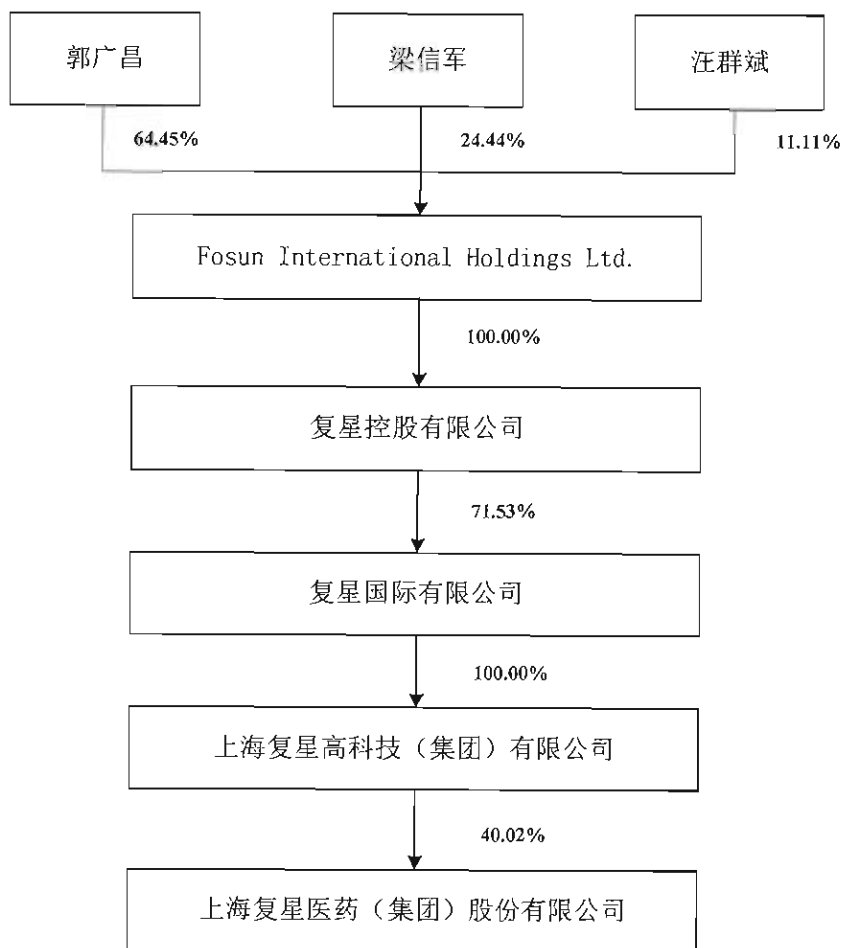 郭广昌
梁信军
汪群斌
64.45%
24.44%
11.11%
Fosun International Holdings Ltd.
100.00%
复星控股有限公司
71.53%
复星国际有限公司
100.00%
上海复星高科技（集团）有限公司
40.02%
上海复星医药（集团）股份有限公司